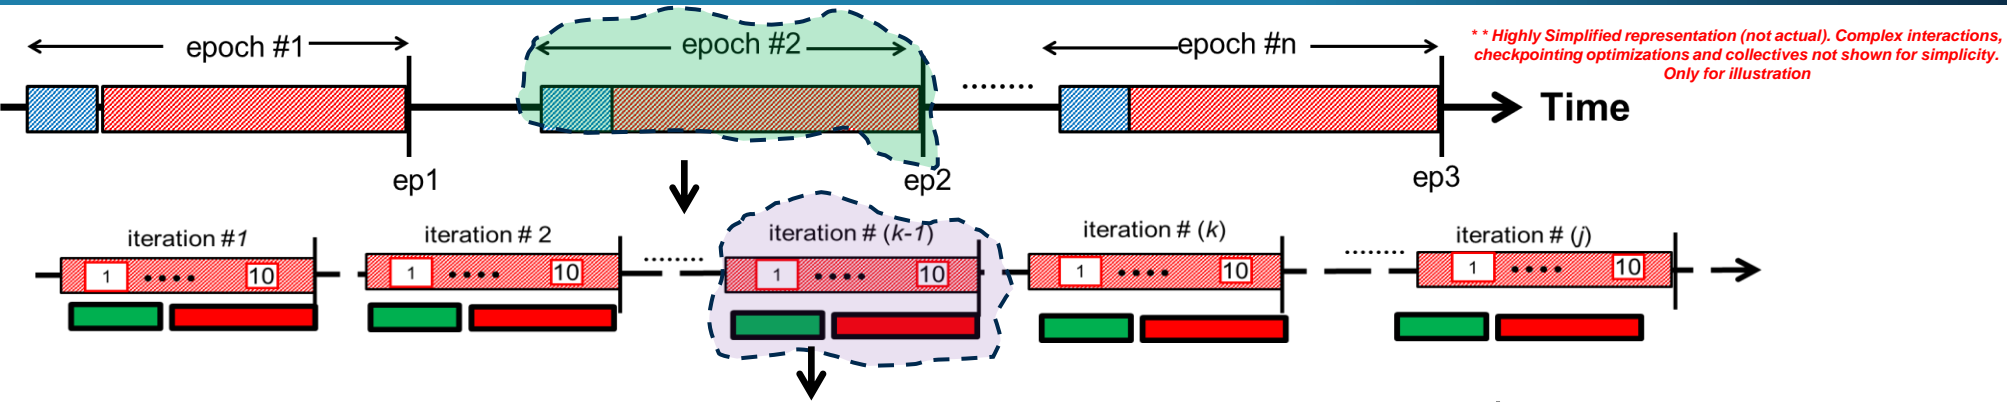 epoch #1
epoch #2
epoch #n
* * Highly Simplified representation (not actual). Complex interactions,
checkpointing optimizations and collectives not shown for simplicity.
Only for illustration
Time
ep1
ep2
ep3
iteration #1
iteration # 2
iteration # (k-1)
iteration # (k)
iteration # (j)
1 10
1 10
1 10
1 10
1 10